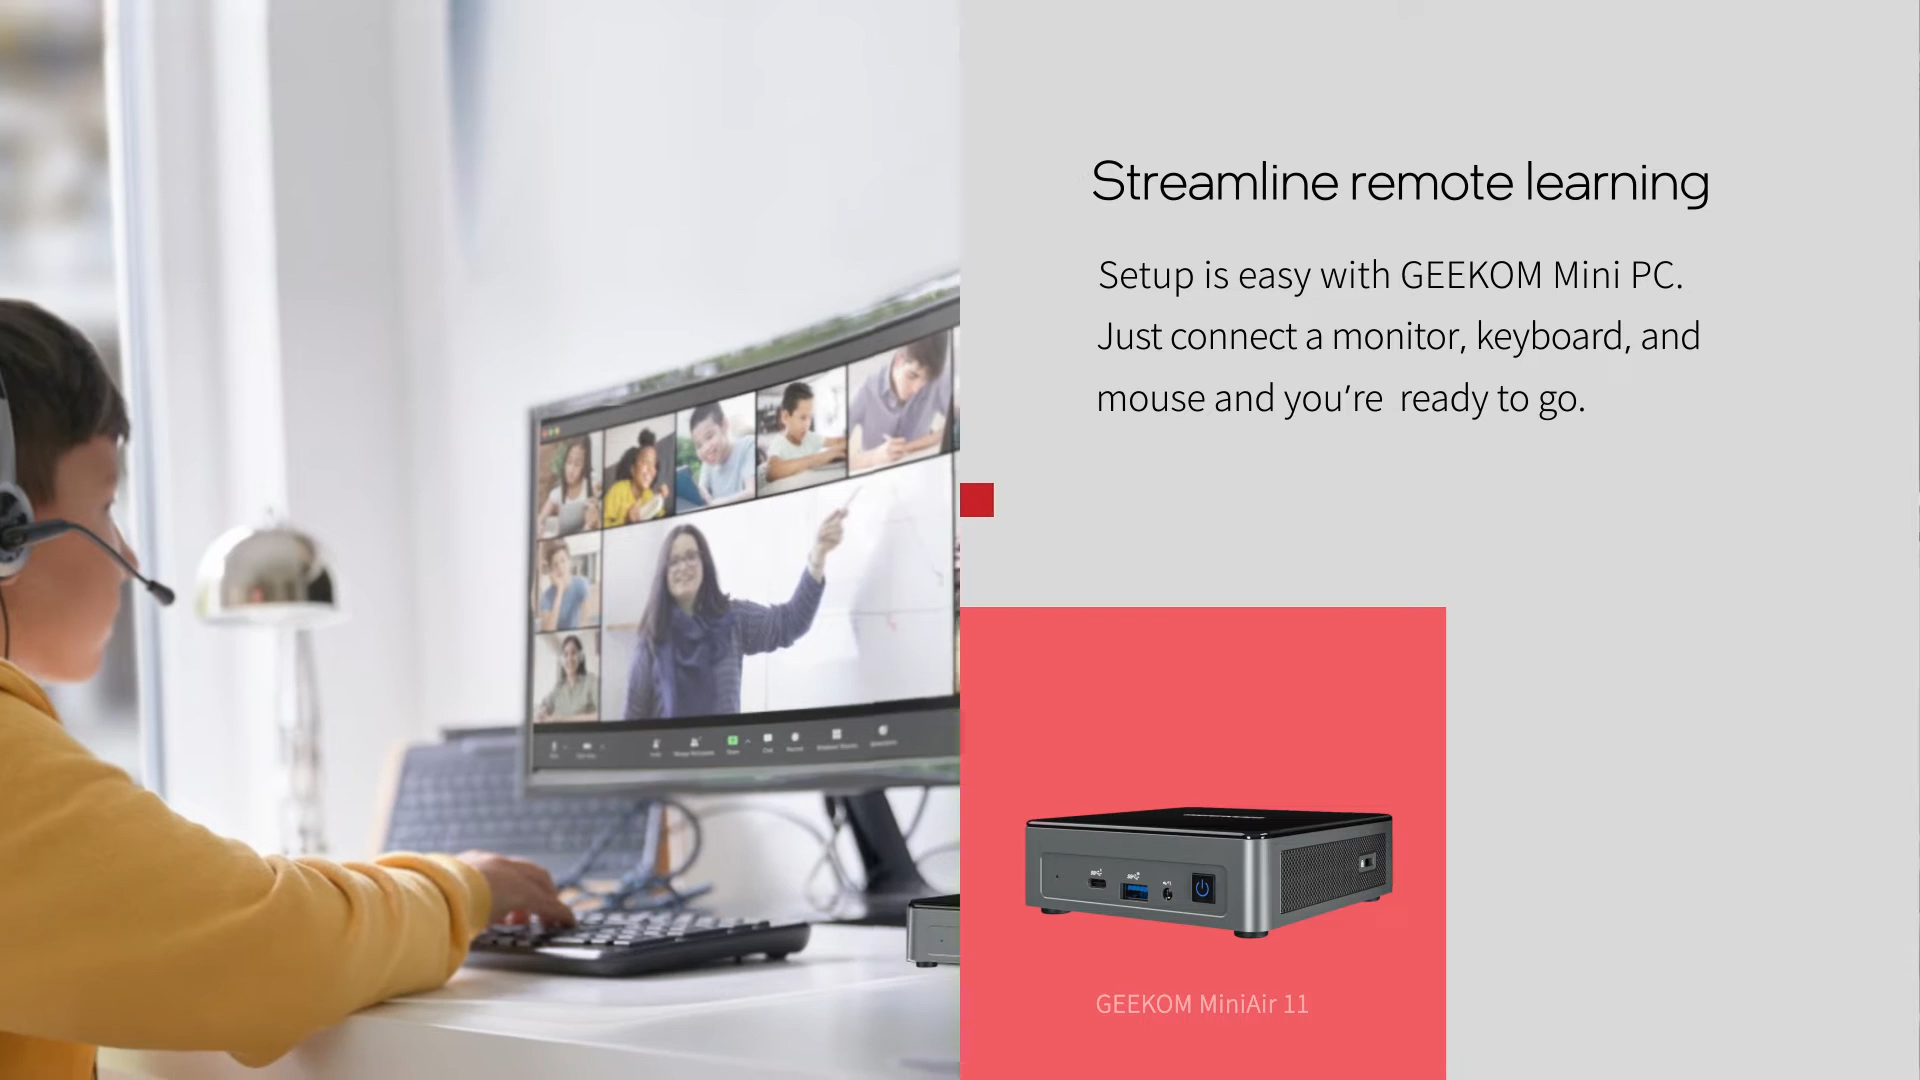 Streamline remote learning
Setup is easy with GEEKOM Mini PC.
Just connect a monitor, keyboard, and
mouse and you’re  ready to go.
GEEKOM MiniAir 11